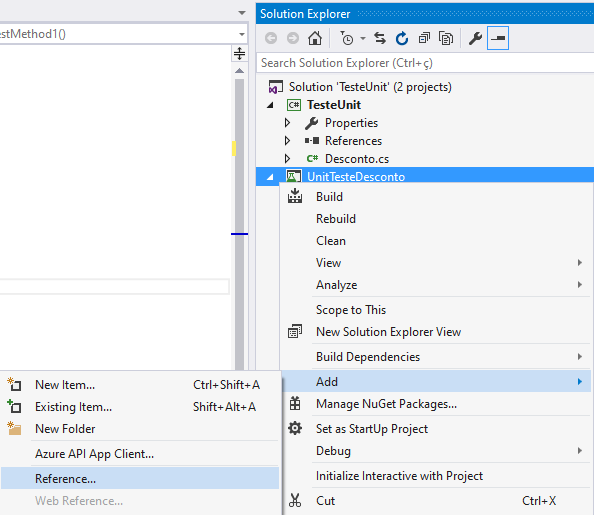 Solution Explorer
estMethod1()
Search Solution Explorer (Ctrl+ç)
Solution 'TesteUnit' (2 projects)
C# TesteUnit
Properties
References
C# Desconto.cs
UnitTesteDesconto
Build
Rebuild
Clean
View
Analyze
Scope to This
New Solution Explorer View
Build Dependencies
Add
Manage NuGet Packages...
Set as StartUp Project
Debug
Initialize Interactive with Project
Cut Ctrl+X
New Item... Ctrl+Shift+A
Existing Item... Shift+Alt+A
New Folder
Azure API App Client...
Reference...
Web Reference...